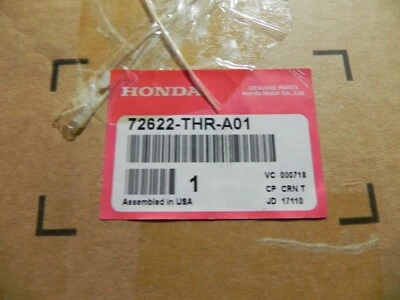 HONDA
GENUINE PARTS
Honda Motor Co., Ltd.
72622-THR-A01
1
VC 000718
CP CRN T
Assembled in USA
JD 17110